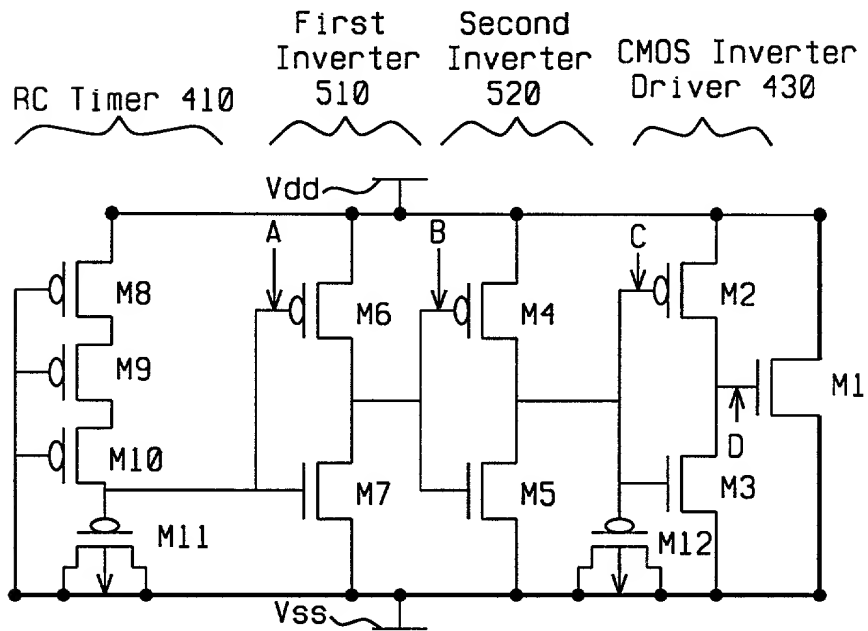 First
Inverter
510
Second
Inverter
520
CMOS Inverter
Driver 430
RC Timer 410
Vdd
A
B
C
M8
M6
M4
M2
M9
M1
M10
D
M7
M5
M3
M11
M12
Vss